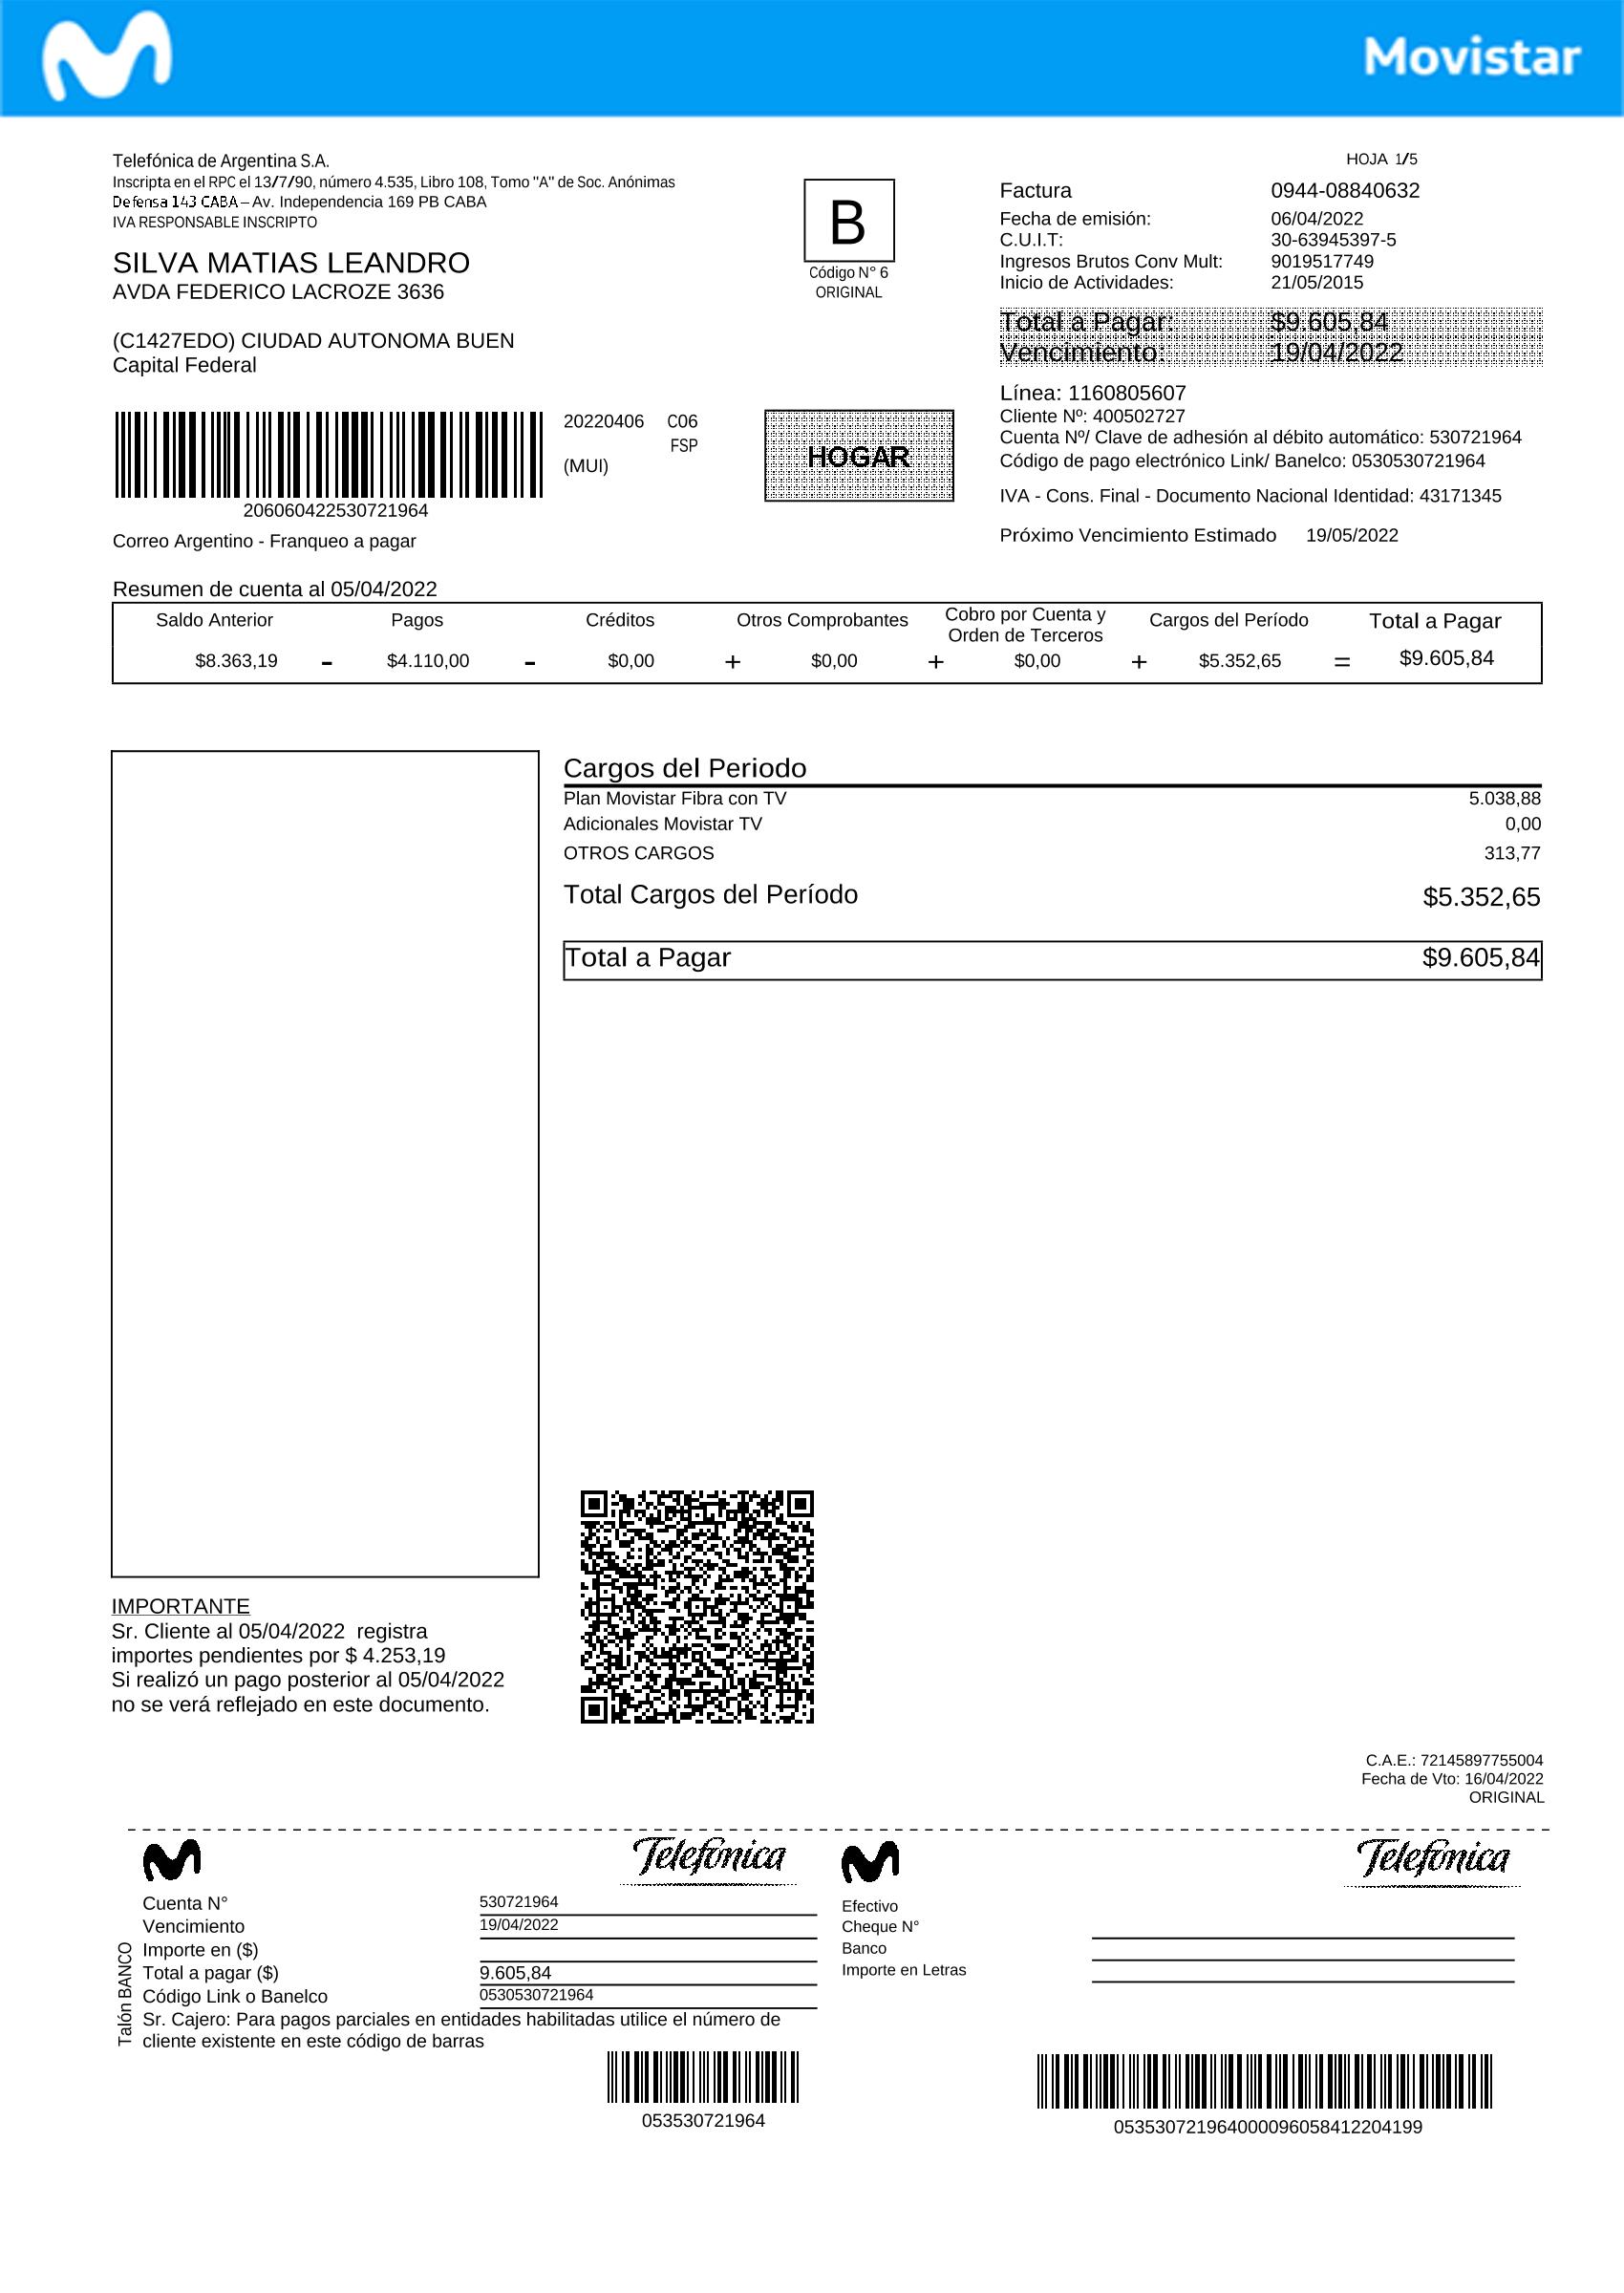 Movistar
Telefónica de Argentina S.A.
Inscripta en el RPC el 13/7/90, número 4.535, Libro 108, Tomo "A" de Soc. Anónimas
Defensa 143 CABA – Av. Independencia 169 PB CABA
IVA RESPONSABLE INSCRIPTO
SILVA MATIAS LEANDRO
AVDA FEDERICO LACROZE 3636
(C1427EDO) CIUDAD AUTONOMA BUEN
Capital Federal
206060422530721964
Correo Argentino - Franqueo a pagar
20220406 C06
FSP
(MUI)
B
Código N° 6
ORIGINAL
HOGAR
HOJA 1/5
Factura 0944-08840632
Fecha de emisión: 06/04/2022
C.U.I.T: 30-63945397-5
Ingresos Brutos Conv Mult: 9019517749
Inicio de Actividades: 21/05/2015
Total a Pagar: $9.605,84
Vencimiento: 19/04/2022
Línea: 1160805607
Cliente Nº: 400502727
Cuenta Nº/ Clave de adhesión al débito automático: 530721964
Código de pago electrónico Link/ Banelco: 0530530721964
IVA - Cons. Final - Documento Nacional Identidad: 43171345
Próximo Vencimiento Estimado 19/05/2022
Resumen de cuenta al 05/04/2022
Saldo Anterior Pagos Créditos Otros Comprobantes Cobro por Cuenta y Orden de Terceros Cargos del Período Total a Pagar
$8.363,19 - $4.110,00 - $0,00 + $0,00 + $0,00 + $5.352,65 = $9.605,84
Cargos del Periodo
Plan Movistar Fibra con TV 5.038,88
Adicionales Movistar TV 0,00
OTROS CARGOS 313,77
Total Cargos del Período $5.352,65
Total a Pagar $9.605,84
IMPORTANTE
Sr. Cliente al 05/04/2022 registra
importes pendientes por $ 4.253,19
Si realizó un pago posterior al 05/04/2022
no se verá reflejado en este documento.
C.A.E.: 72145897755004
Fecha de Vto: 16/04/2022
ORIGINAL
Talón BANCO
Telefónica
Cuenta N° 530721964
Vencimiento 19/04/2022
Importe en ($)
Total a pagar ($) 9.605,84
Código Link o Banelco 0530530721964
Sr. Cajero: Para pagos parciales en entidades habilitadas utilice el número de
cliente existente en este código de barras
053530721964
Telefónica
Efectivo
Cheque N°
Banco
Importe en Letras
053530721964000096058412204199